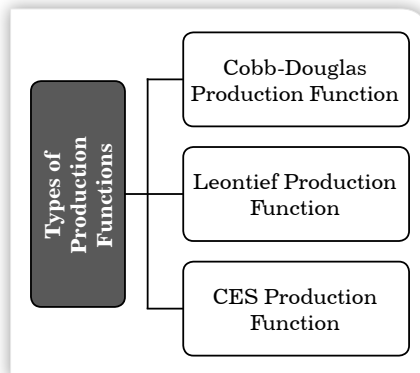 Types of
Production
Functions
Cobb-Douglas
Production Function
Leontief Production
Function
CES Production
Function